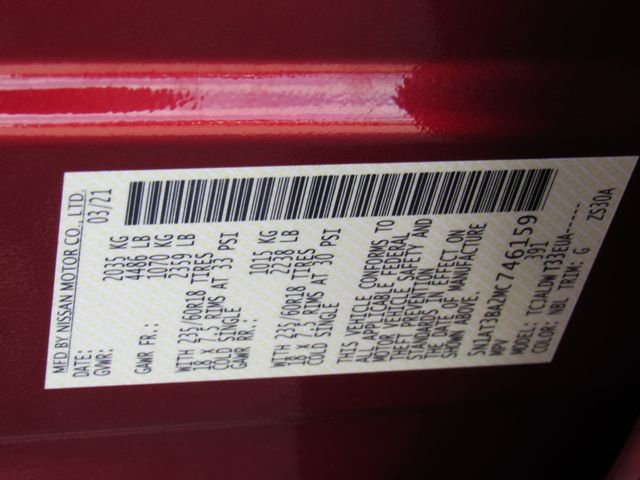 MFD BY NISSAN MOTOR CO., LTD.
DATE: 03/21
GVWR: 2035 KG
4486 LB
GAWR FR.: 1070 KG
2359 LB
WITH 235/60R18 TIRES
18 X 7.5 RIMS AT 33 PSI
COLD SINGLE
GAWR RR.: 1015 KG
2238 LB
WITH 235/60R18 TIRES
18 X 7.5 RIMS AT 30 PSI
COLD SINGLE
THIS VEHICLE CONFORMS TO
ALL APPLICABLE FEDERAL
MOTOR VEHICLE SAFETY AND
THEFT PREVENTION
STANDARDS IN EFFECT ON
THE DATE OF MANUFACTURE
SHOWN ABOVE.
5N1AT3BA2MC746159
MPV 391
MODEL: TCJALDWT33EUA------
COLOR: NBL TRIM: G ZS30A